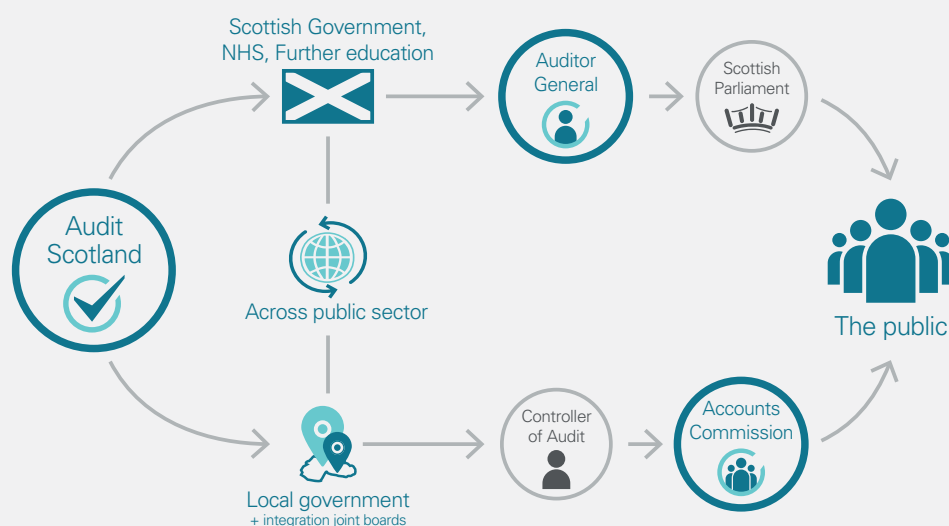 Scottish Government,
NHS, Further education
Auditor
General
Scottish
Parliament
Audit
Scotland
Across public sector
The public
Local government
+ integration joint boards
Controller
of Audit
Accounts
Commission